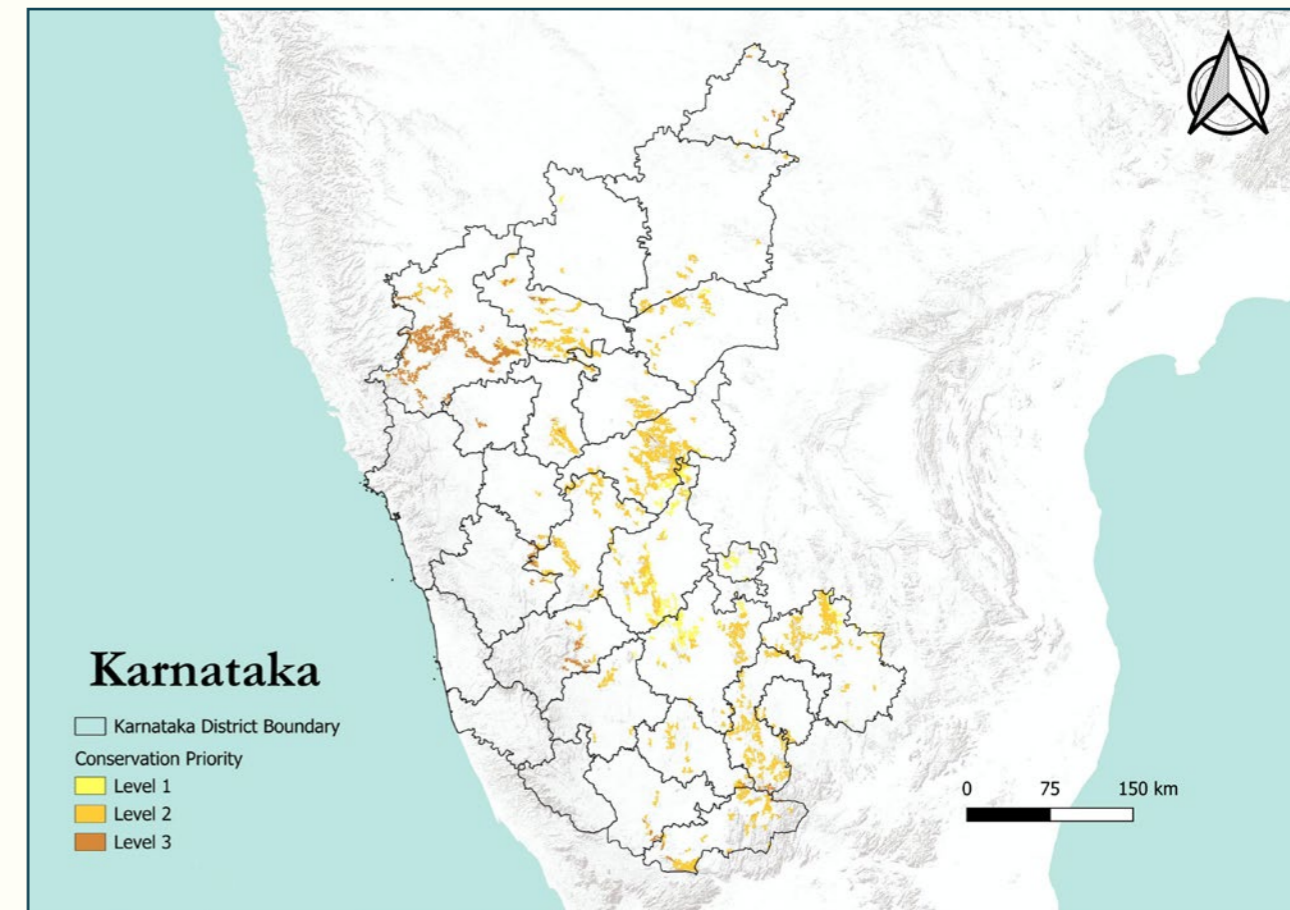 Karnataka
Karnataka District Boundary
Conservation Priority
Level 1
Level 2
Level 3
0 75 150 km